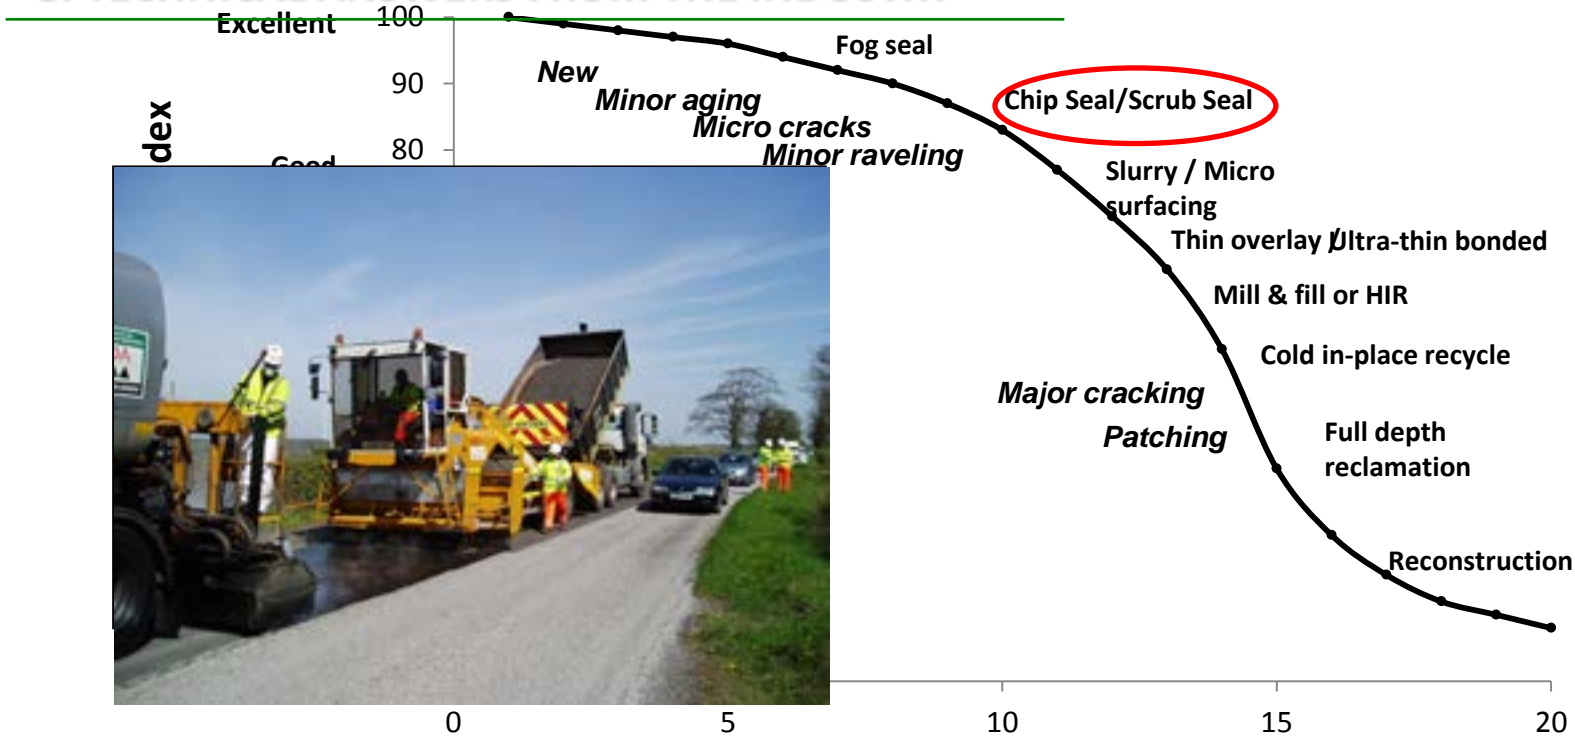 Excellent
100
Fog seal
New
90
Minor aging
Chip Seal/Scrub Seal
dex
Micro cracks
80
Minor raveling
Good
Slurry / Micro
surfacing
Thin overlay /Ultra-thin bonded
Mill & fill or HIR
Cold in-place recycle
Major cracking
Patching
Full depth
reclamation
Reconstruction
0
5
10
15
20